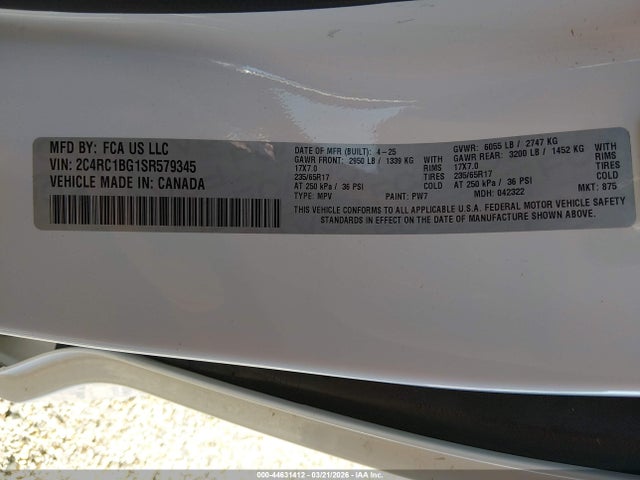 MFD BY: FCA US LLC
VIN: 2C4RC1BG1SR579345
VEHICLE MADE IN: CANADA
DATE OF MFR (BUILT): 4-25
GAWR FRONT: 2950 LB / 1339 KG WITH
17X7.0 RIMS
235/65R17 TIRES
AT 250 kPa / 36 PSI COLD
TYPE: MPV PAINT: PW7
GVWR: 6055 LB / 2747 KG
GAWR REAR: 3200 LB / 1452 KG WITH
17X7.0 RIMS
235/65R17 TIRES
AT 250 kPa / 36 PSI COLD
MOH: 042322 MKT: 875
THIS VEHICLE CONFORMS TO ALL APPLICABLE U.S.A. FEDERAL MOTOR VEHICLE SAFETY
STANDARDS IN EFFECT ON THE DATE OF MANUFACTURE SHOWN ABOVE.
000-44631412 - 03/21/2026 - COPYRIGHT IAA, LLC.